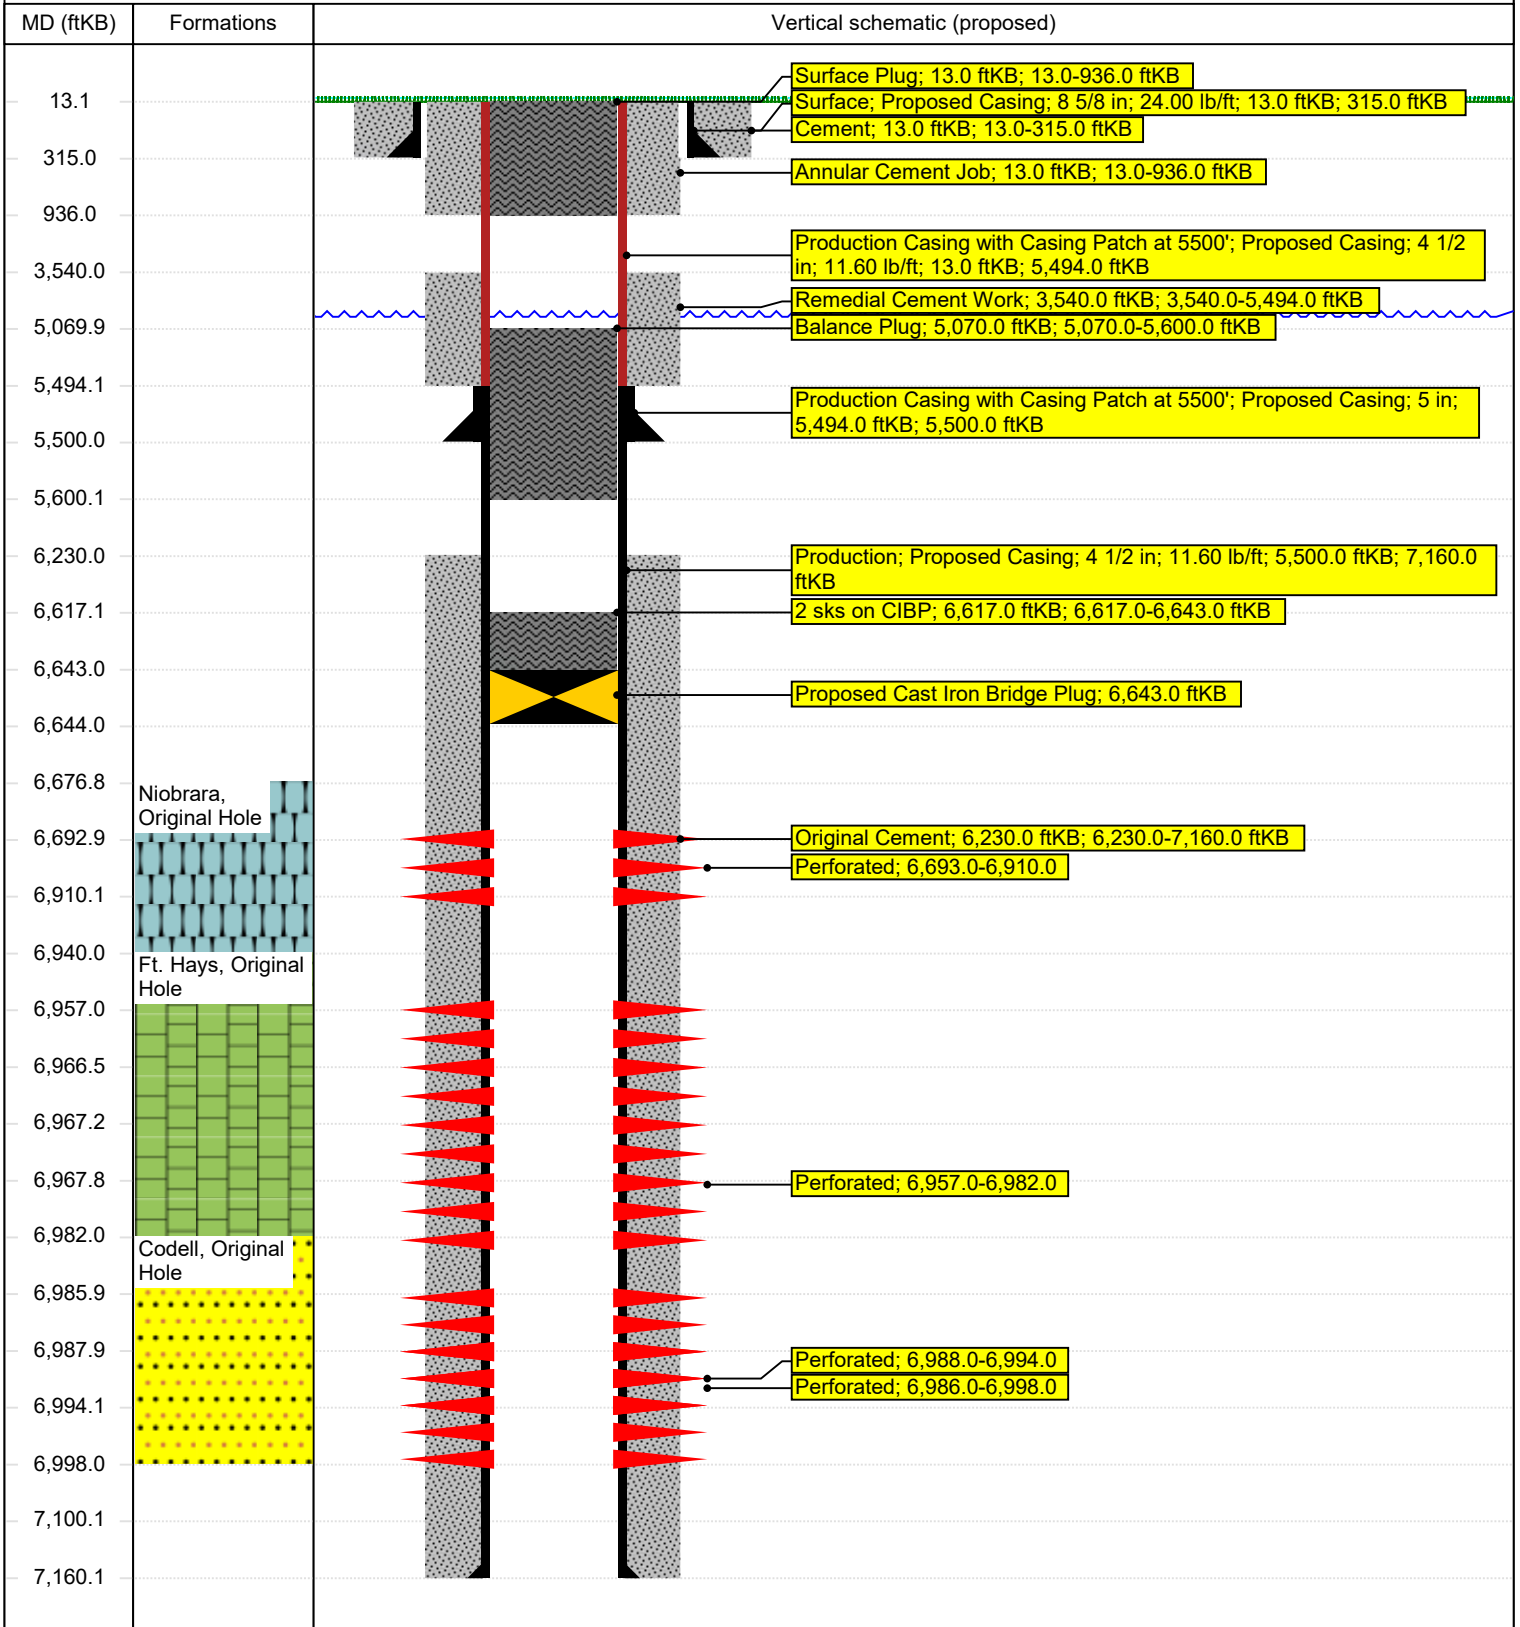 MD (ftKB)
Formations
Vertical schematic (proposed)
13.1
315.0
936.0
3,540.0
5,069.9
5,494.1
5,500.0
5,600.1
6,230.0
6,617.1
6,643.0
6,644.0
6,676.8
6,692.9
6,910.1
6,940.0
6,957.0
6,966.5
6,967.2
6,967.8
6,982.0
6,985.9
6,987.9
6,994.1
6,998.0
7,100.1
7,160.1
Niobrara,
Original Hole
Ft. Hays, Original
Hole
Codell, Original
Hole
Surface Plug; 13.0 ftKB; 13.0-936.0 ftKB
Surface; Proposed Casing; 8 5/8 in; 24.00 lb/ft; 13.0 ftKB; 315.0 ftKB
Cement; 13.0 ftKB; 13.0-315.0 ftKB
Annular Cement Job; 13.0 ftKB; 13.0-936.0 ftKB
Production Casing with Casing Patch at 5500'; Proposed Casing; 4 1/2
in; 11.60 lb/ft; 13.0 ftKB; 5,494.0 ftKB
Remedial Cement Work; 3,540.0 ftKB; 3,540.0-5,494.0 ftKB
Balance Plug; 5,070.0 ftKB; 5,070.0-5,600.0 ftKB
Production Casing with Casing Patch at 5500'; Proposed Casing; 5 in;
5,494.0 ftKB; 5,500.0 ftKB
Production; Proposed Casing; 4 1/2 in; 11.60 lb/ft; 5,500.0 ftKB; 7,160.0
ftKB
2 sks on CIBP; 6,617.0 ftKB; 6,617.0-6,643.0 ftKB
Proposed Cast Iron Bridge Plug; 6,643.0 ftKB
Original Cement; 6,230.0 ftKB; 6,230.0-7,160.0 ftKB
Perforated; 6,693.0-6,910.0
Perforated; 6,957.0-6,982.0
Perforated; 6,988.0-6,994.0
Perforated; 6,986.0-6,998.0